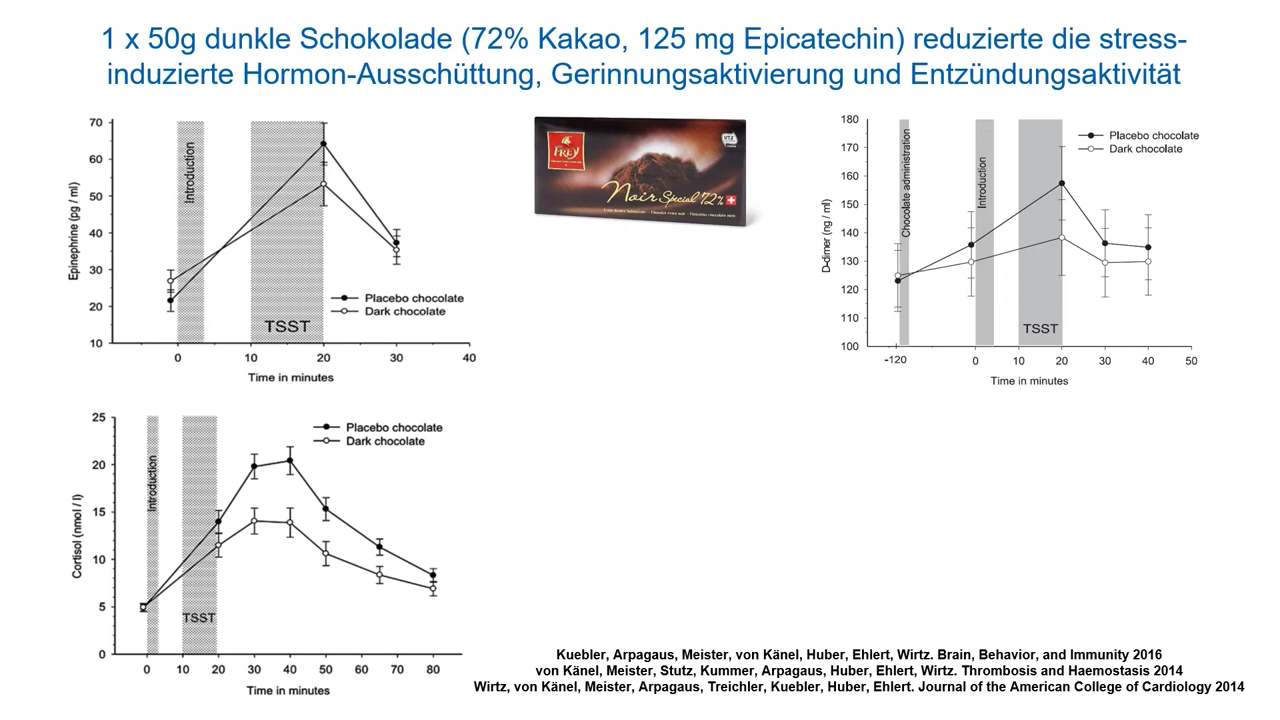 1 x 50g dunkle Schokolade (72% Kakao, 125 mg Epicatechin) reduzierte die stress-
induzierte Hormon-Ausschüttung, Gerinnungsaktivierung und Entzündungsaktivität
70
60
50
40
30
20
10
Epinephrine (pg / ml)
Introduction
TSST
Placebo chocolate
Dark chocolate
0
10
20
30
40
Time in minutes
FREY
UTZ
Noir Special 72%
180
170
160
150
140
130
120
110
100
D-dimer (ng / ml)
Chocolate administration
Introduction
TSST
Placebo chocolate
Dark chocolate
-120
0
10
20
30
40
50
Time in minutes
25
20
15
10
5
0
Cortisol (nmol / l)
Introduction
TSST
Placebo chocolate
Dark chocolate
0
10
20
30
40
50
60
70
80
Time in minutes
Kuebler, Arpagaus, Meister, von Känel, Huber, Ehlert, Wirtz. Brain, Behavior, and Immunity 2016
von Känel, Meister, Stutz, Kummer, Arpagaus, Huber, Ehlert, Wirtz. Thrombosis and Haemostasis 2014
Wirtz, von Känel, Meister, Arpagaus, Treichler, Kuebler, Huber, Ehlert. Journal of the American College of Cardiology 2014